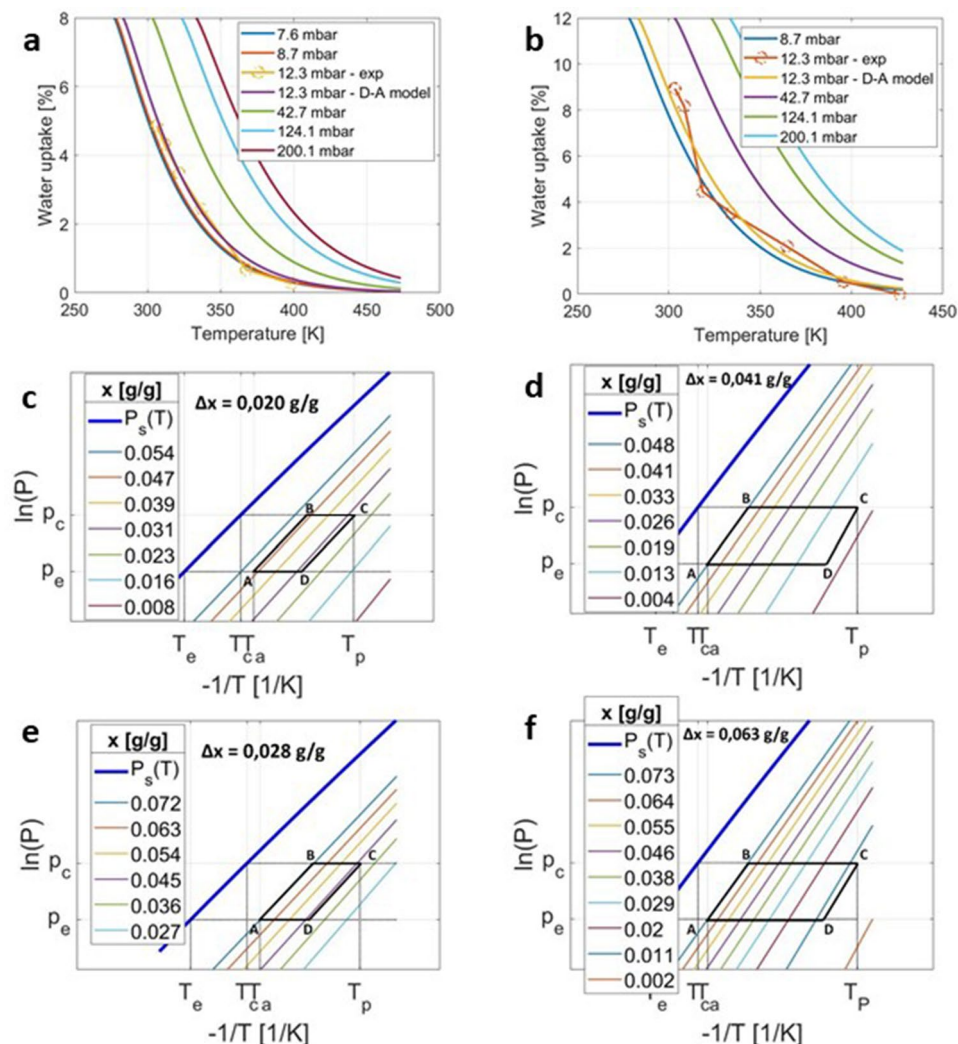 a
8
6
4
2
0
Water uptake [%]
7.6 mbar
8.7 mbar
12.3 mbar - exp
12.3 mbar - D-A model
42.7 mbar
124.1 mbar
200.1 mbar
250 300 350 400 450 500
Temperature [K]
b
12
10
8
6
4
2
0
Water uptake [%]
8.7 mbar
12.3 mbar - exp
12.3 mbar - D-A model
42.7 mbar
124.1 mbar
200.1 mbar
250 300 350 400 450
Temperature [K]
c
x [g/g]
Ps(T)
0.054
0.047
0.039
0.031
0.023
0.016
0.008
Δx = 0,020 g/g
ln(P)
pc
pe
A B C D
Te Tc Ta Tp
-1/T [1/K]
d
x [g/g]
Ps(T)
0.048
0.041
0.033
0.026
0.019
0.013
0.004
Δx = 0,041 g/g
ln(P)
pc
pe
A B C D
Te Tc Ta Tp
-1/T [1/K]
e
x [g/g]
Ps(T)
0.072
0.063
0.054
0.045
0.036
0.027
Δx = 0,028 g/g
ln(P)
pc
pe
A B C D
Te Tc Ta Tp
-1/T [1/K]
f
x [g/g]
Ps(T)
0.073
0.064
0.055
0.046
0.038
0.029
0.02
0.011
0.002
Δx = 0,063 g/g
ln(P)
pc
pe
A B C D
Tc Ta TP
-1/T [1/K]